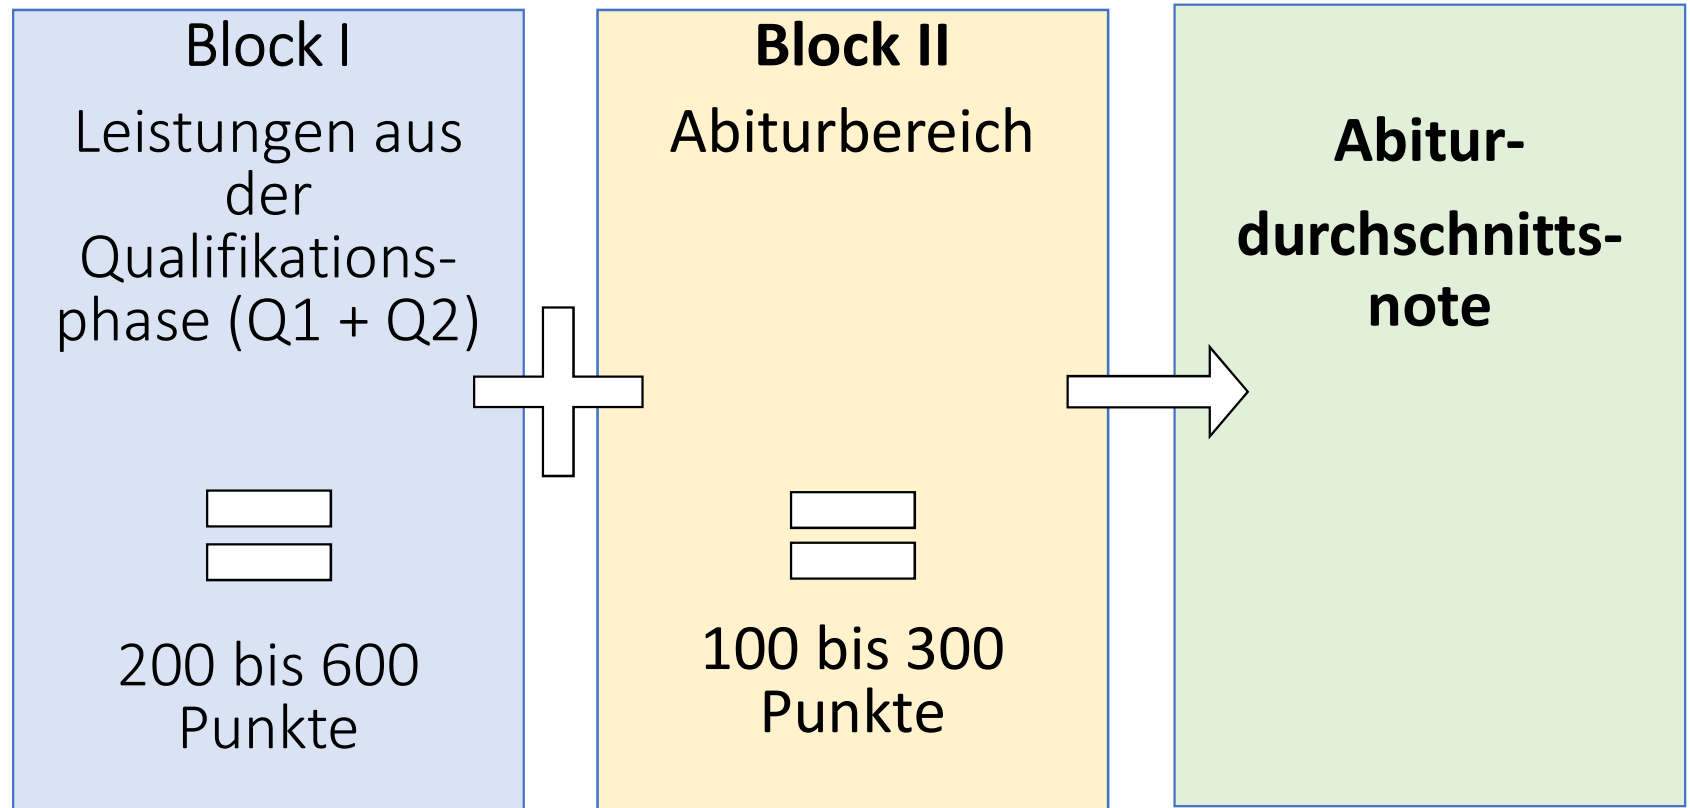 Block I
Leistungen aus
der
Qualifikations-
phase (Q1 + Q2)
200 bis 600
Punkte
Block II
Abiturbereich
100 bis 300
Punkte
Abitur-
durchschnitts-
note